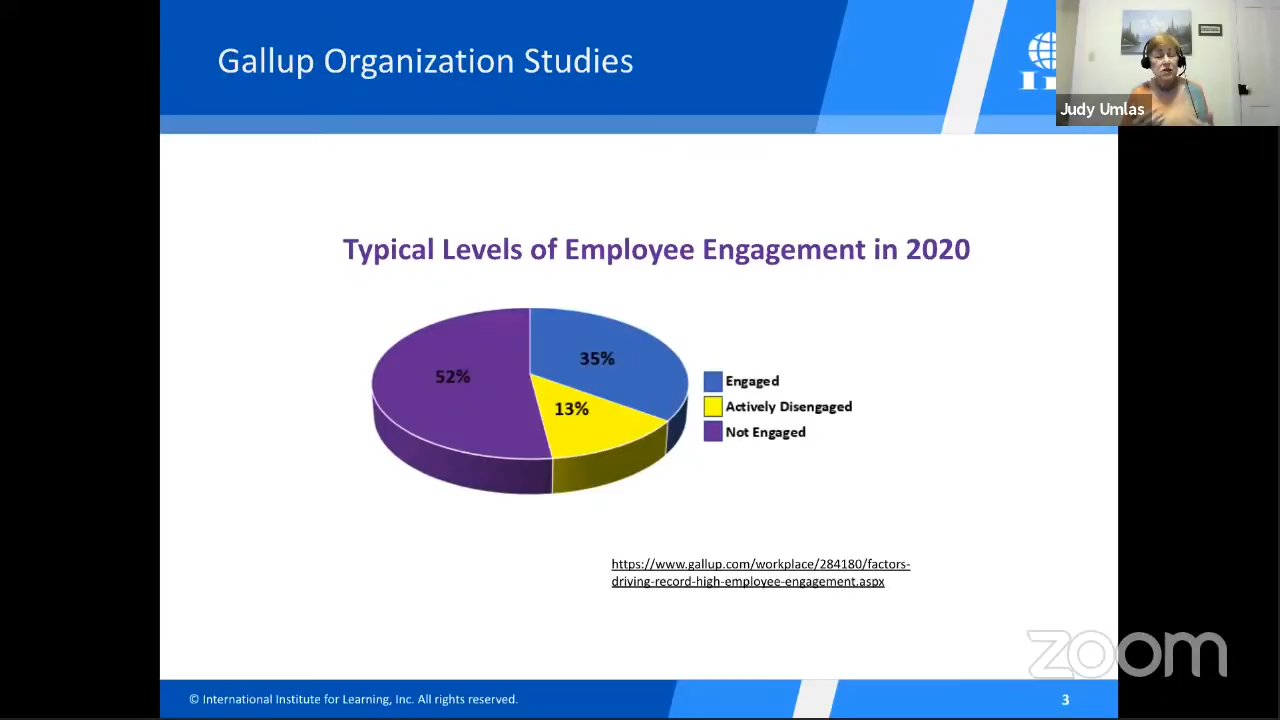 Gallup Organization Studies
Judy Umlas
Typical Levels of Employee Engagement in 2020
52%
35%
13%
Engaged
Actively Disengaged
Not Engaged
https://www.gallup.com/workplace/284180/factors-
driving-record-high-employee-engagement.aspx
zoom
© International Institute for Learning, Inc. All rights reserved.
3